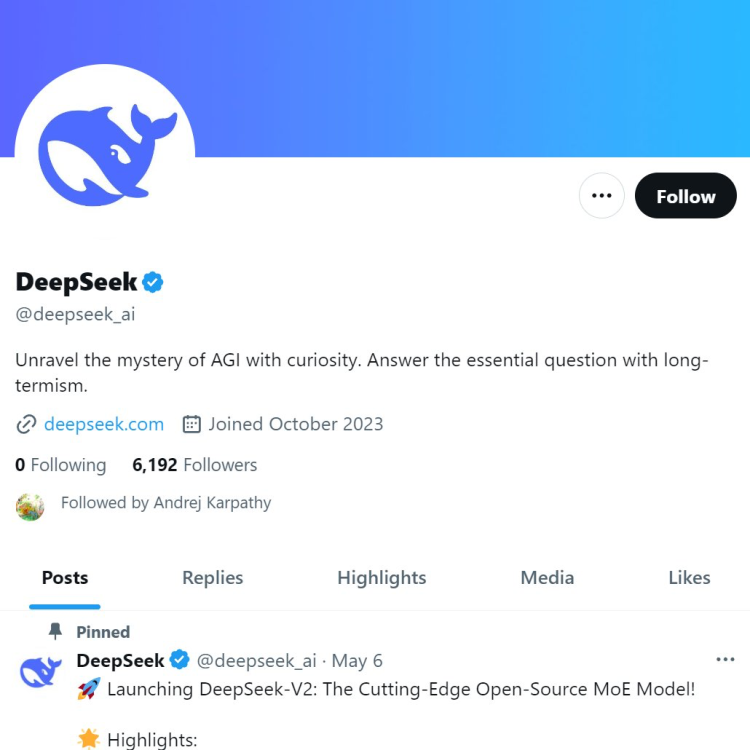 Follow
DeepSeek
@deepseek_ai
Unravel the mystery of AGI with curiosity. Answer the essential question with long-
termism.
deepseek.com Joined October 2023
0 Following 6,192 Followers
Followed by Andrej Karpathy
Posts Replies Highlights Media Likes
Pinned
DeepSeek @deepseek_ai · May 6
🚀 Launching DeepSeek-V2: The Cutting-Edge Open-Source MoE Model!
🌟 Highlights: